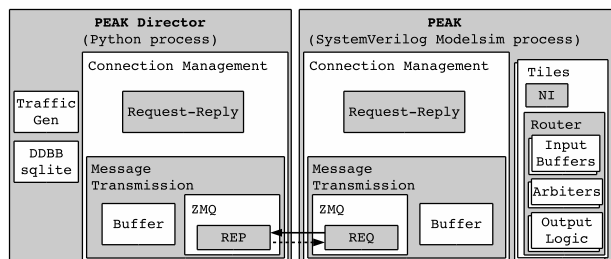 PEAK Director
(Python process)
Traffic
Gen
DDBB
sqlite
Connection Management
Request-Reply
Message
Transmission
Buffer
ZMQ
REP
PEAK
(SystemVerilog Modelsim process)
Connection Management
Request-Reply
Message
Transmission
ZMQ
REQ
Buffer
Tiles
NI
Router
Input
Buffers
Arbiters
Output
Logic